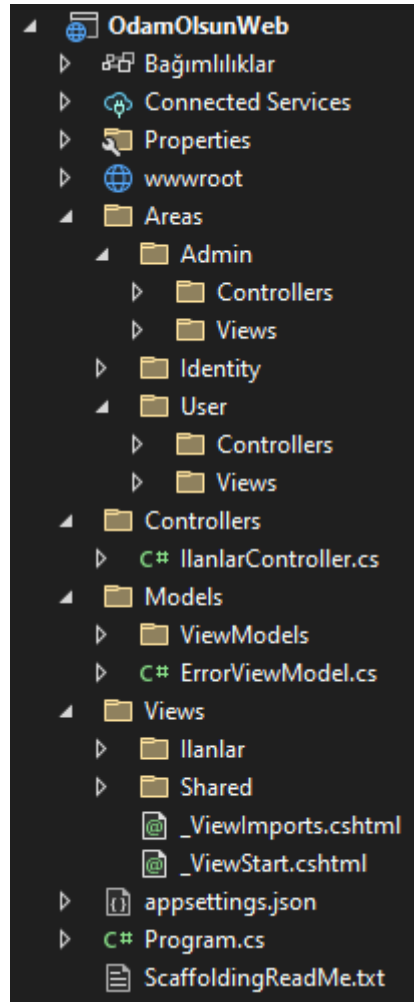 OdamOlsunWeb
Bağımlılıklar
Connected Services
Properties
wwwroot
Areas
Admin
Controllers
Views
Identity
User
Controllers
Views
Controllers
C# IlanlarController.cs
Models
ViewModels
C# ErrorViewModel.cs
Views
Ilanlar
Shared
_ViewImports.cshtml
_ViewStart.cshtml
appsettings.json
C# Program.cs
ScaffoldingReadMe.txt